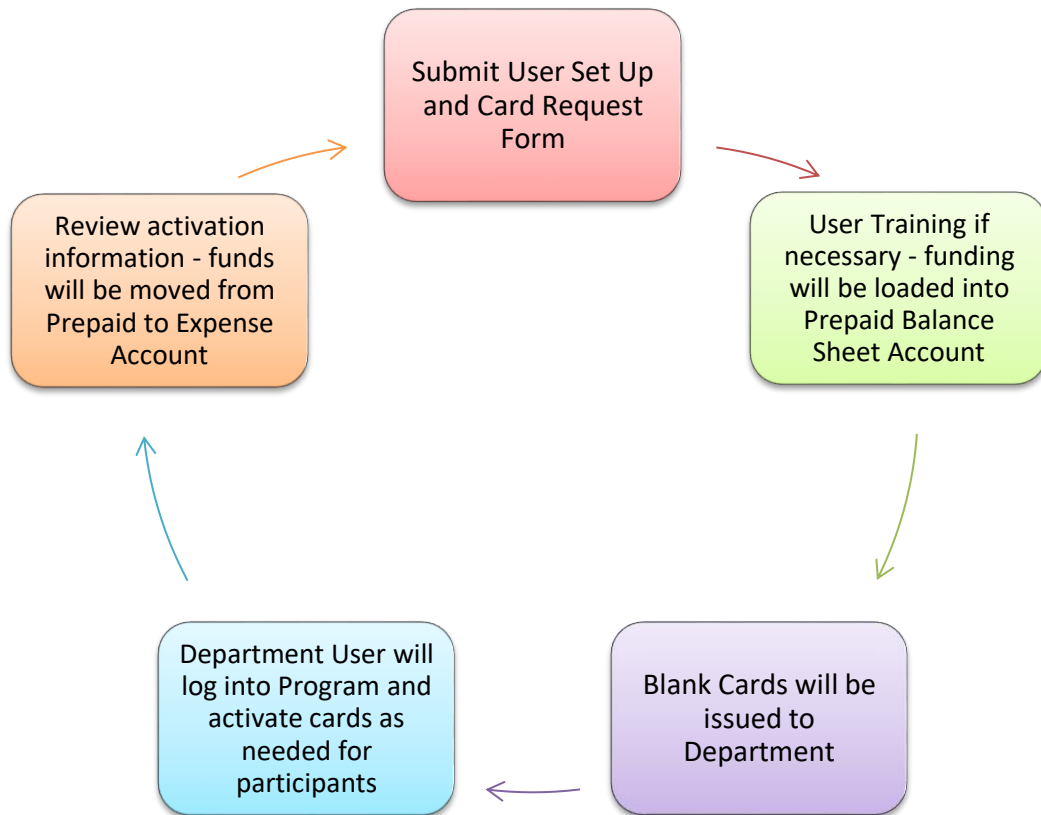 Submit User Set Up
and Card Request
Form
User Training if
necessary - funding
will be loaded into
Prepaid Balance
Sheet Account
Blank Cards will be
issued to
Department
Department User will
log into Program and
activate cards as
needed for
participants
Review activation
information - funds
will be moved from
Prepaid to Expense
Account